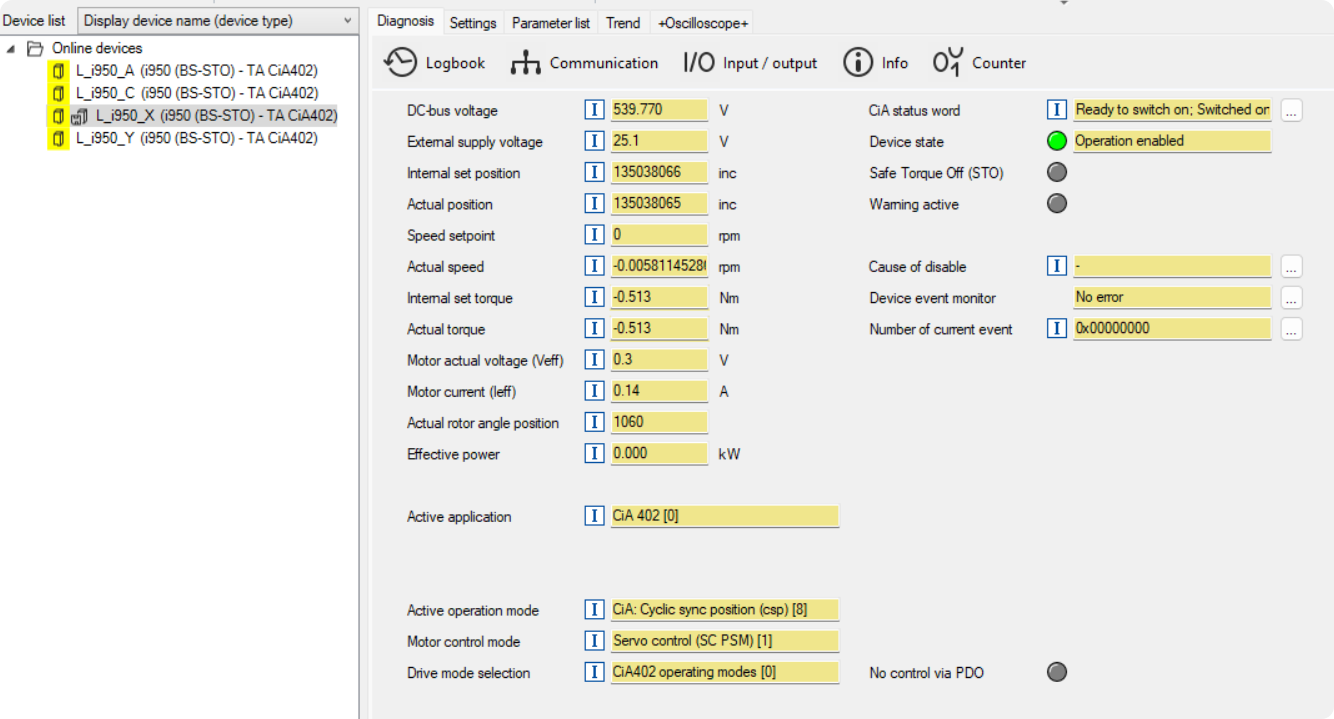 Device list Display device name (device type)
Online devices
L_i950_A (i950 (BS-STO) - TA CiA402)
L_i950_C (i950 (BS-STO) - TA CiA402)
L_i950_X (i950 (BS-STO) - TA CiA402)
L_i950_Y (i950 (BS-STO) - TA CiA402)
Diagnosis Settings Parameter list Trend +Oscilloscope+
Logbook Communication I/O Input / output Info Counter
DC-bus voltage I 539.770 V CiA status word I Ready to switch on; Switched on ...
External supply voltage I 25.1 V Device state Operation enabled
Internal set position I 135038066 inc Safe Torque Off (STO)
Actual position I 135038065 inc Warning active
Speed setpoint I 0 rpm
Actual speed I -0.0058114528 rpm Cause of disable I - ...
Internal set torque I -0.513 Nm Device event monitor No error ...
Actual torque I -0.513 Nm Number of current event I 0x00000000 ...
Motor actual voltage (Veff) I 0.3 V
Motor current (Ieff) I 0.14 A
Actual rotor angle position I 1060
Effective power I 0.000 kW
Active application I CiA 402 [0]
Active operation mode I CiA: Cyclic sync position (csp) [8]
Motor control mode I Servo control (SC PSM) [1]
Drive mode selection I CiA402 operating modes [0] No control via PDO